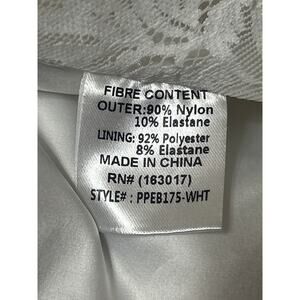 FIBRE CONTENT
OUTER:90% Nylon
10% Elastane
LINING: 92% Polyester
8% Elastane
MADE IN CHINA
RN# (163017)
STYLE# : PPEB175-WHT